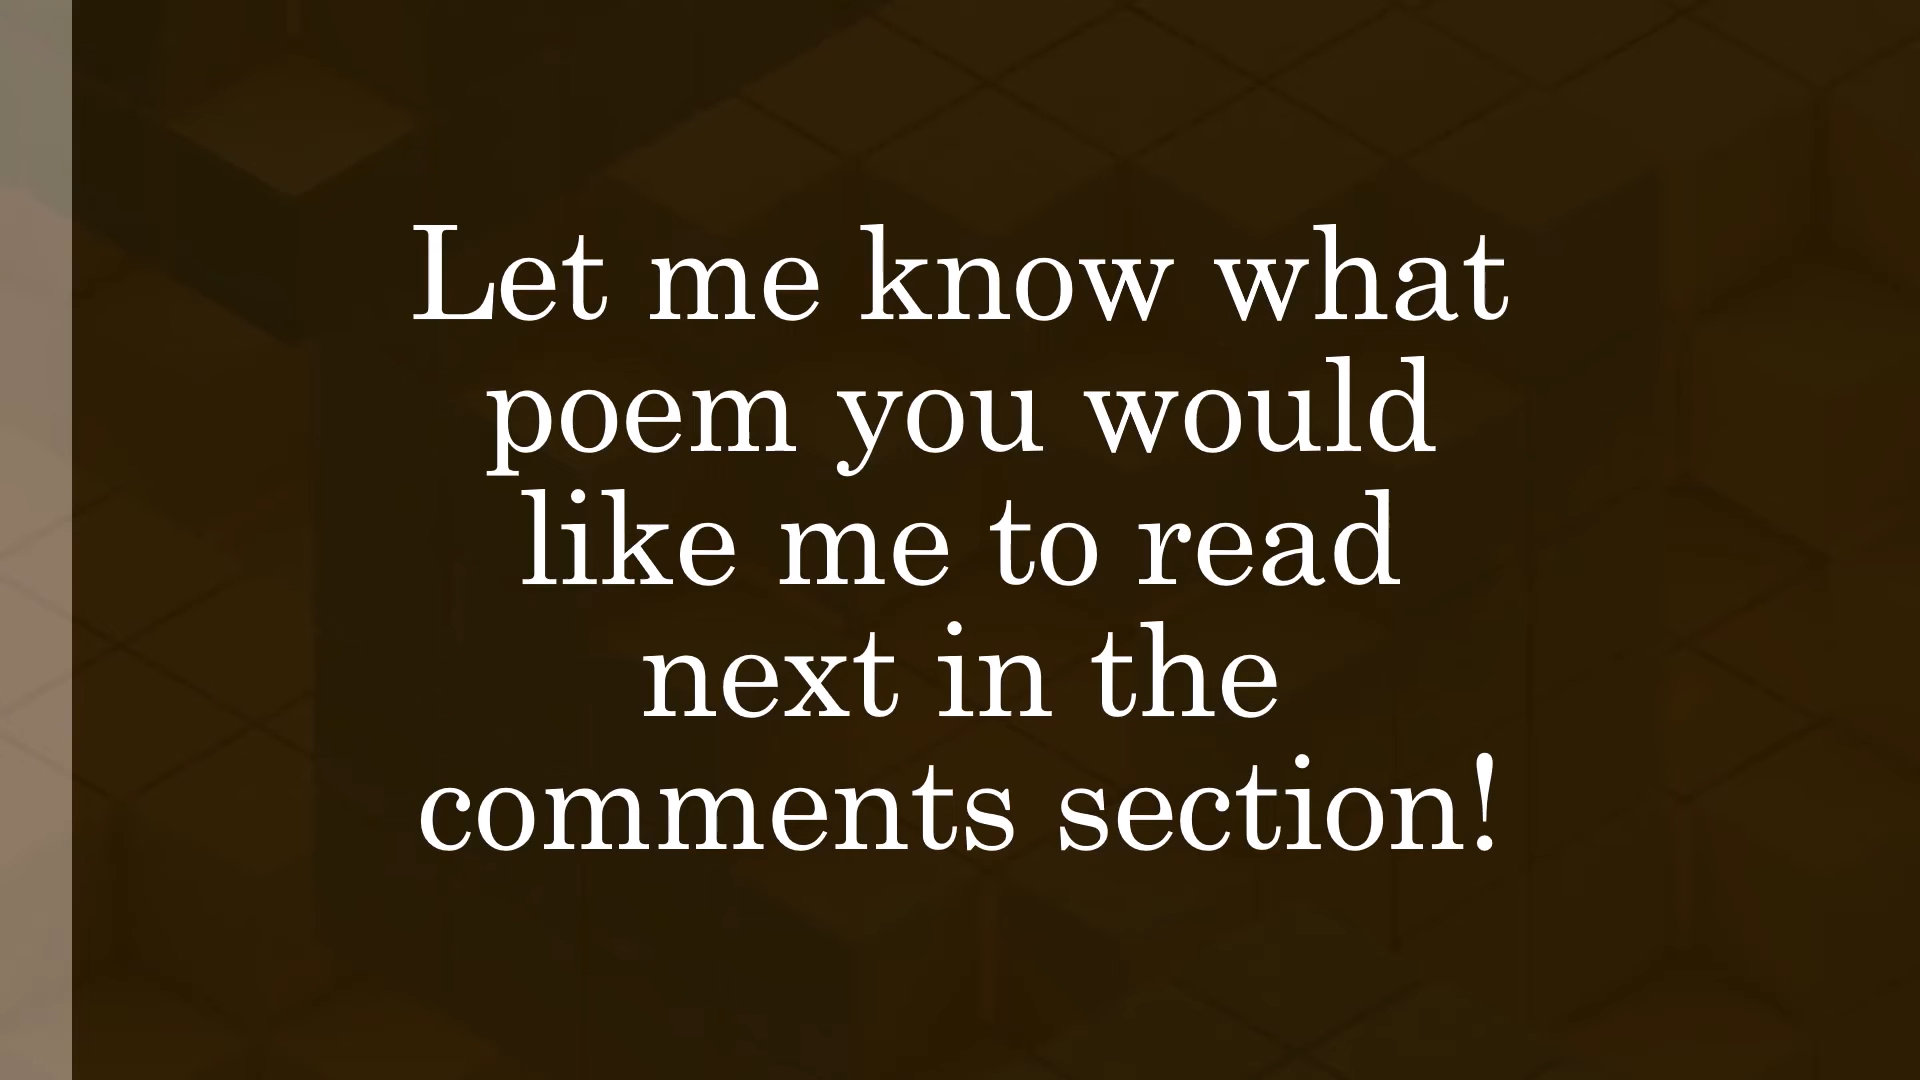 Let me know what
poem you would
like me to read
next in the
comments section!